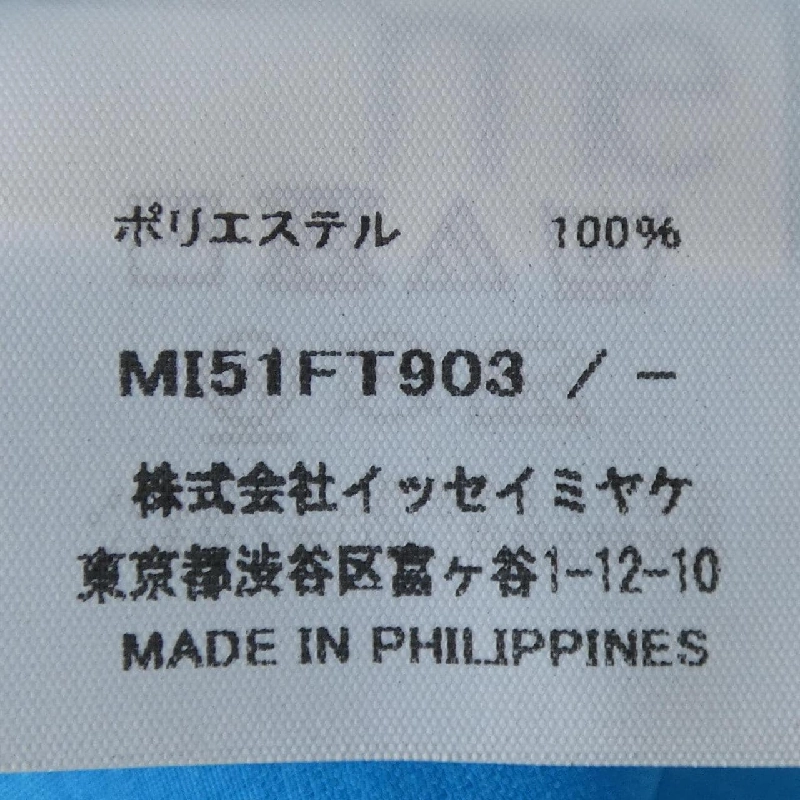 ポリエステル 100%
MI51FT903 / -
株式会社イッセイミヤケ
東京都渋谷区富ヶ谷1-12-10
MADE IN PHILIPPINES